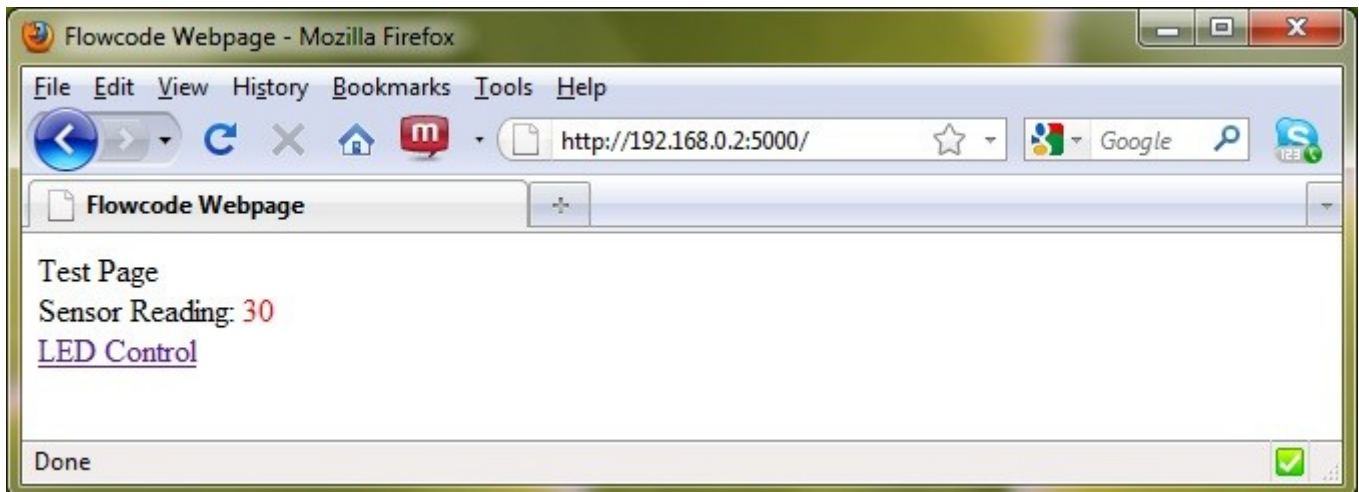 Flowcode Webpage - Mozilla Firefox
File Edit View History Bookmarks Tools Help
m http://192.168.0.2:5000/ Google S 123
Flowcode Webpage
Test Page
Sensor Reading: 30
LED Control
Done